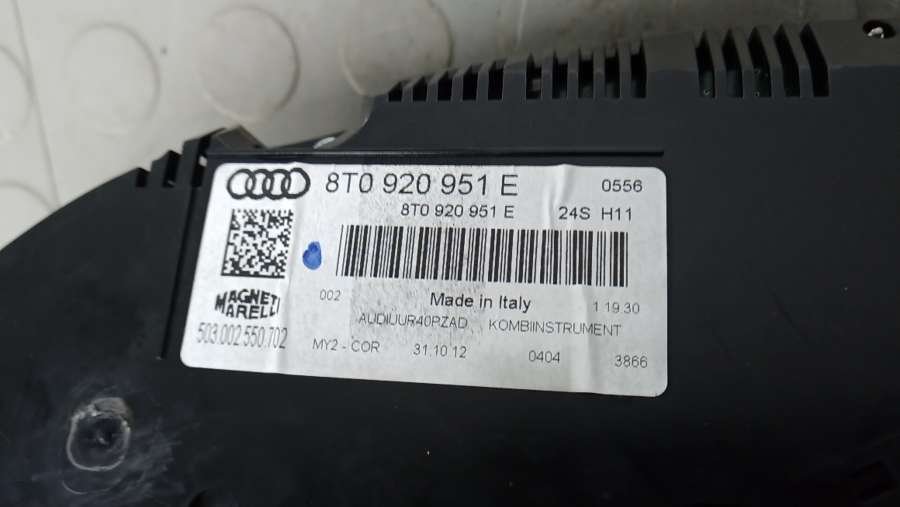 8T0 920 951 E 0556
8T0 920 951 E 24S H11
002 Made in Italy 1 19.30
MAGNETI
MARELLI
AUDIUUR40PZAD KOMBIINSTRUMENT
503.002.550.702
MY2 - COR 31.10.12 0404 3866